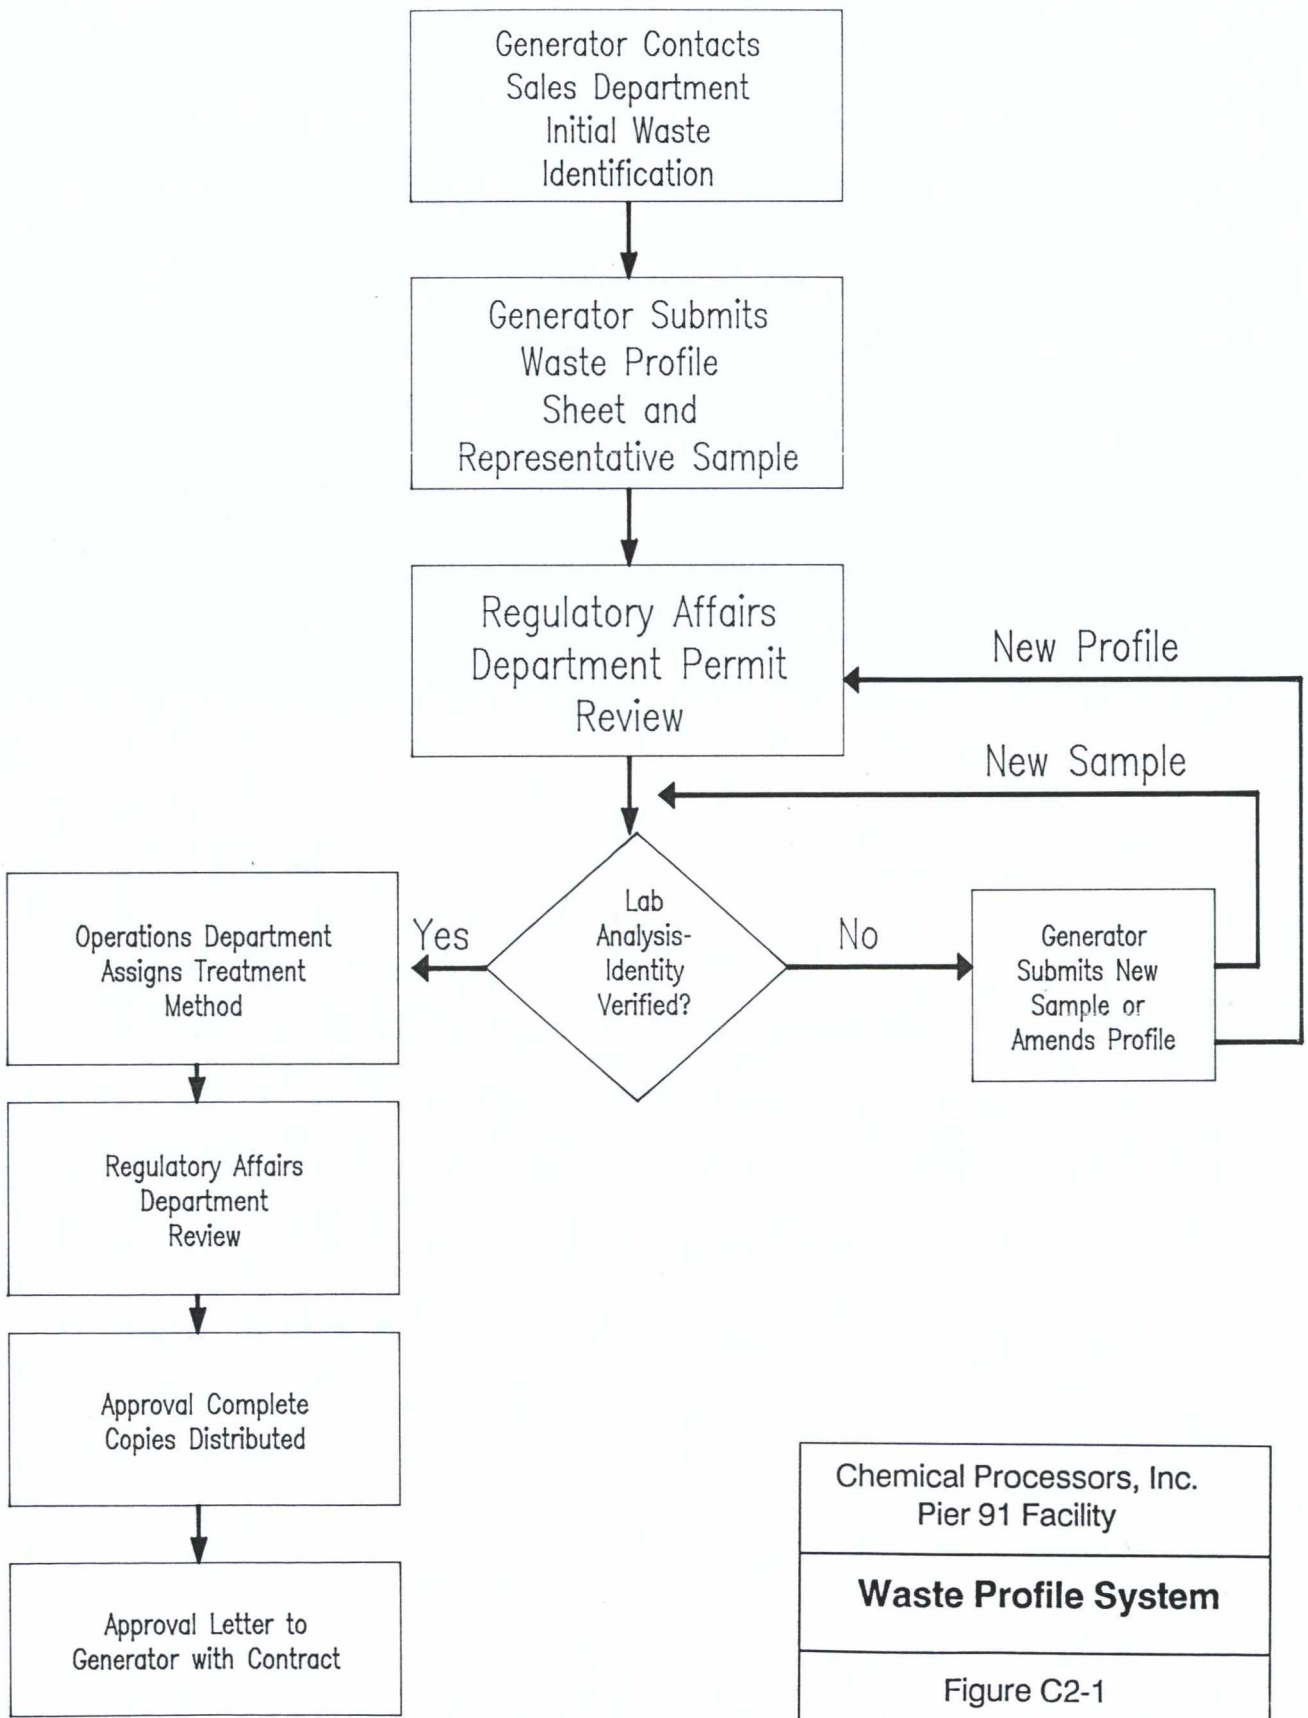 Generator Contacts
Sales Department
Initial Waste
Identification
Generator Submits
Waste Profile
Sheet and
Representative Sample
Regulatory Affairs
Department Permit
Review
New Profile
New Sample
Lab
Analysis-
Identity
Verified?
Yes
No
Generator
Submits New
Sample or
Amends Profile
Operations Department
Assigns Treatment
Method
Regulatory Affairs
Department
Review
Approval Complete
Copies Distributed
Approval Letter to
Generator with Contract
Chemical Processors, Inc.
Pier 91 Facility
Waste Profile System
Figure C2-1